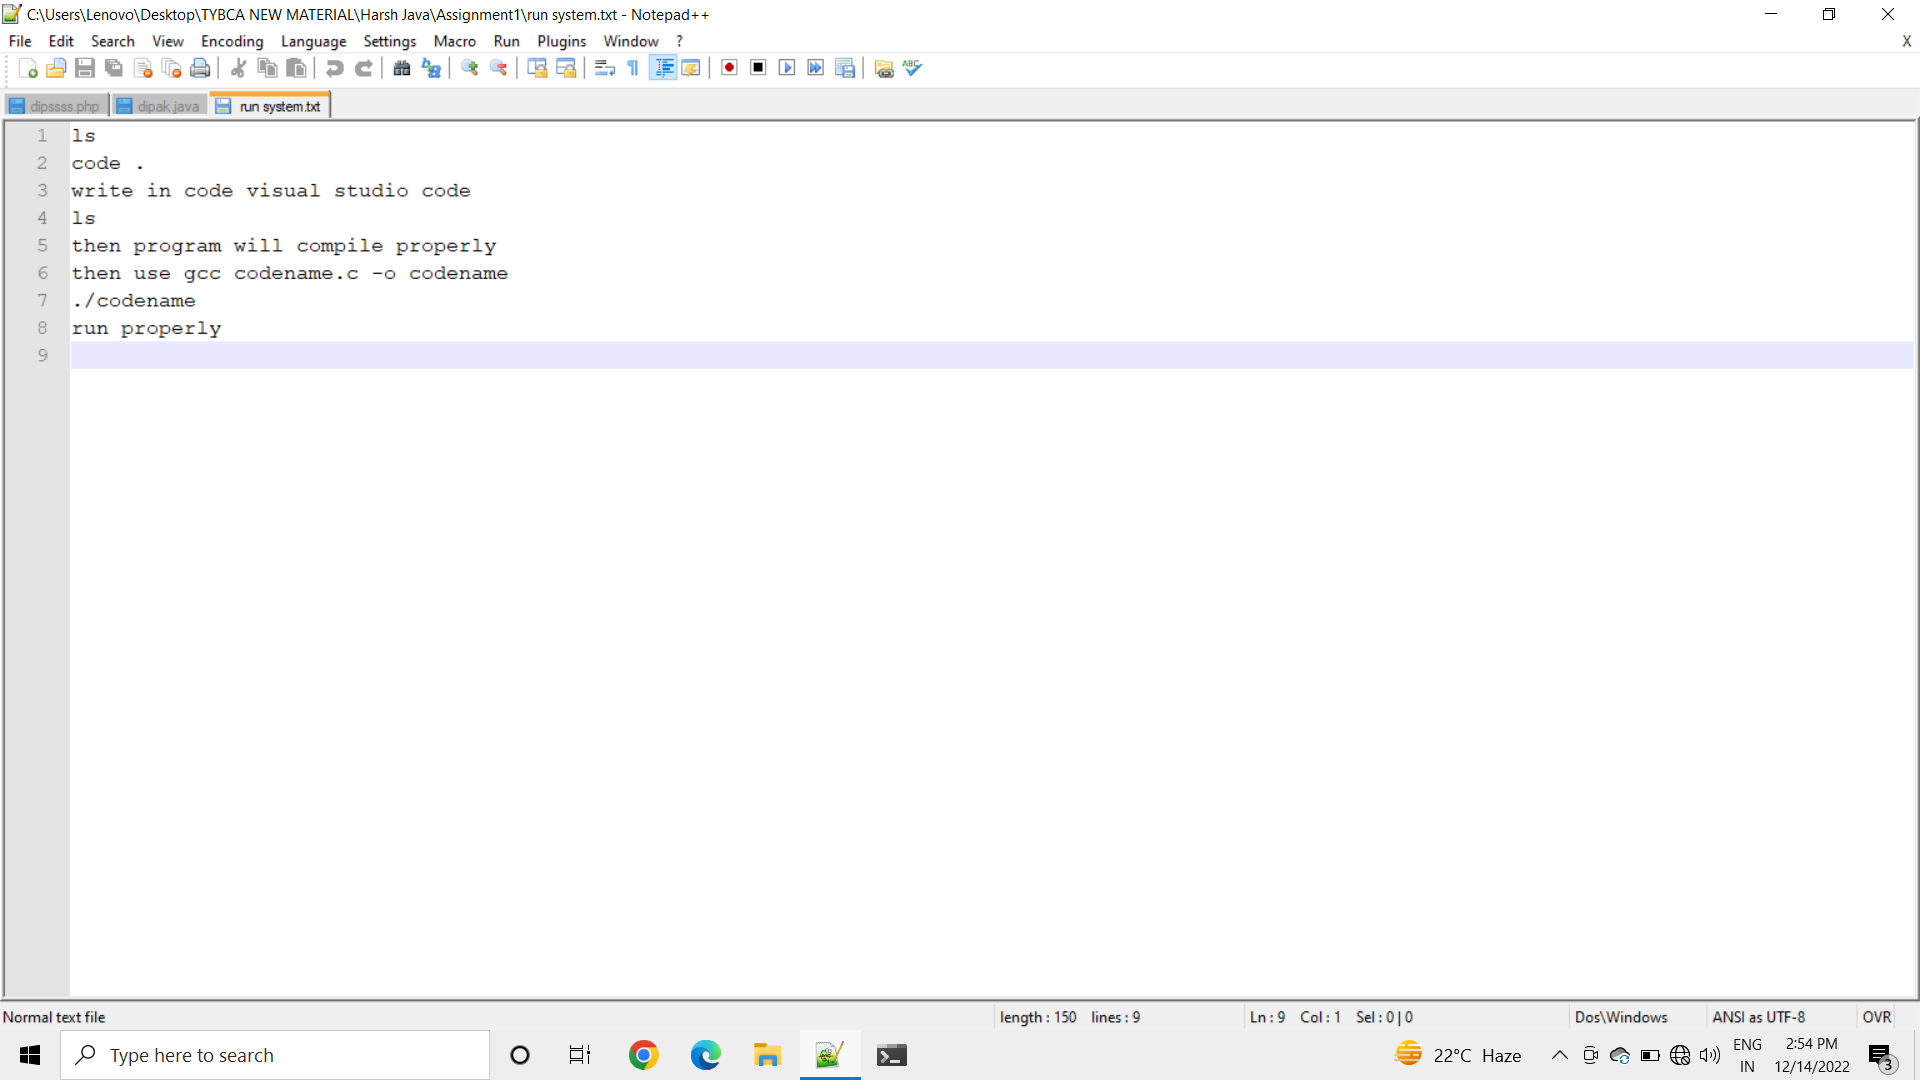 C:\Users\Lenovo\Desktop\TYBCA NEW MATERIAL\Harsh Java\Assignment1\run system.txt - Notepad++
File Edit Search View Encoding Language Settings Macro Run Plugins Window ? X
dipssss.php dipak.java run system.txt
1 ls
2 code .
3 write in code visual studio code
4 ls
5 then program will compile properly
6 then use gcc codename.c -o codename
7 ./codename
8 run properly
9
Normal text file length : 150 lines : 9 Ln : 9 Col : 1 Sel : 0 | 0 Dos\Windows ANSI as UTF-8 OVR
Type here to search 22°C Haze ENG 2:54 PM
IN 12/14/2022 3